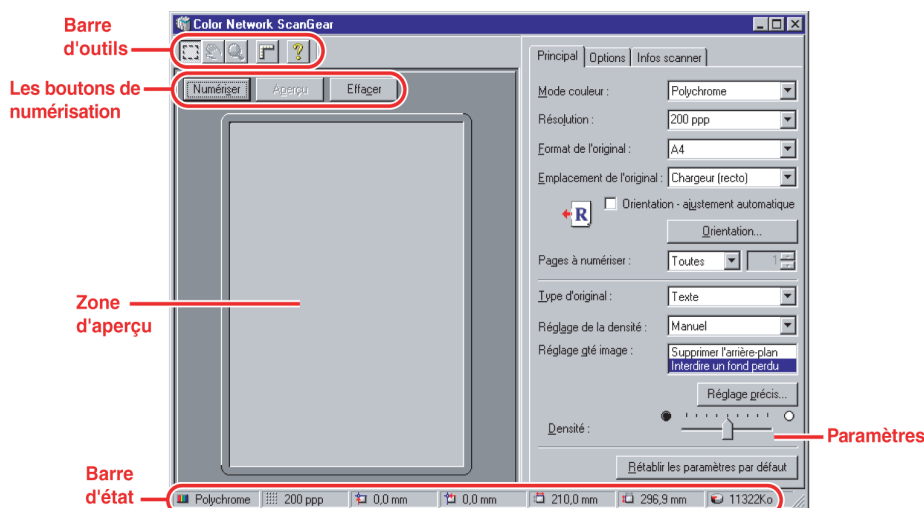 Color Network ScanGear
Barre
d'outils
Principal
Options
Infos scanner
Les boutons de
numérisation
Numériser
Aperçu
Effacer
Mode couleur :
Polychrome
Résolution :
200 ppp
Format de l'original :
A4
Emplacement de l'original :
Chargeur (recto)
R
Orientation - ajustement automatique
Orientation...
Pages à numériser :
Toutes
1
Zone
d'aperçu
Type d'original :
Texte
Réglage de la densité :
Manuel
Réglage qté image :
Supprimer l'arrière-plan
Interdire un fond perdu
Réglage précis...
Densité :
Paramètres
Rétablir les paramètres par défaut
Barre
d'état
Polychrome
200 ppp
0,0 mm
0,0 mm
210,0 mm
296,9 mm
11322Ko